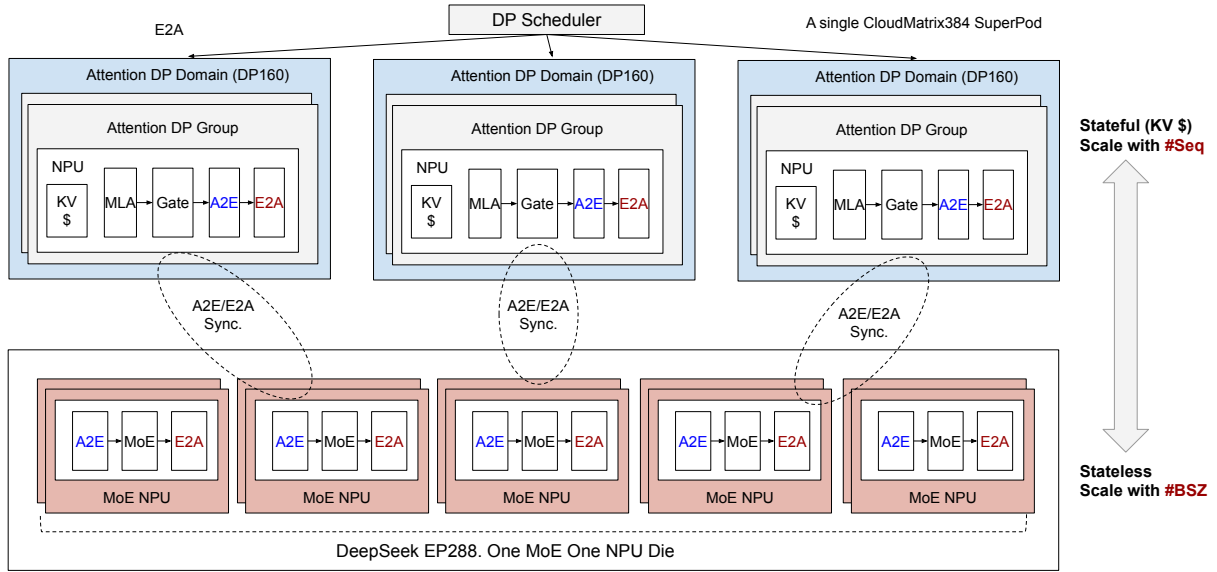 DP Scheduler
A single CloudMatrix384 SuperPod
E2A
Attention DP Domain (DP160)
Attention DP Group
NPU
KV
$
MLA
Gate
A2E
E2A
Attention DP Domain (DP160)
Attention DP Group
NPU
KV
$
MLA
Gate
A2E
E2A
Attention DP Domain (DP160)
Attention DP Group
NPU
KV
$
MLA
Gate
A2E
E2A
Stateful (KV $)
Scale with #Seq
A2E/E2A
Sync.
A2E/E2A
Sync.
A2E/E2A
Sync.
A2E
MoE
E2A
MoE NPU
A2E
MoE
E2A
MoE NPU
A2E
MoE
E2A
MoE NPU
A2E
MoE
E2A
MoE NPU
A2E
MoE
E2A
MoE NPU
Stateless
Scale with #BSZ
DeepSeek EP288. One MoE One NPU Die